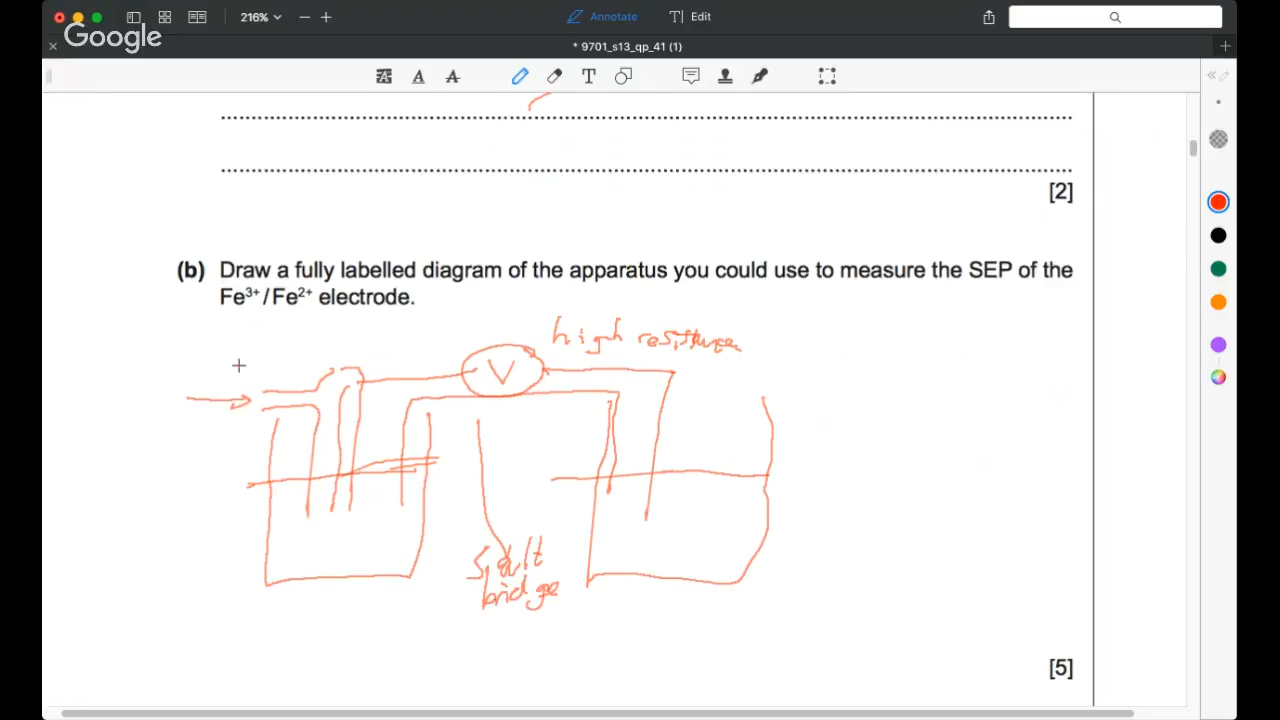 216%
Annotate
Edit
Google
* 9701_s13_qp_41 (1)
[2]
(b) Draw a fully labelled diagram of the apparatus you could use to measure the SEP of the
Fe³⁺ / Fe²⁺ electrode.
high resistance
V
Salt
bridge
[5]